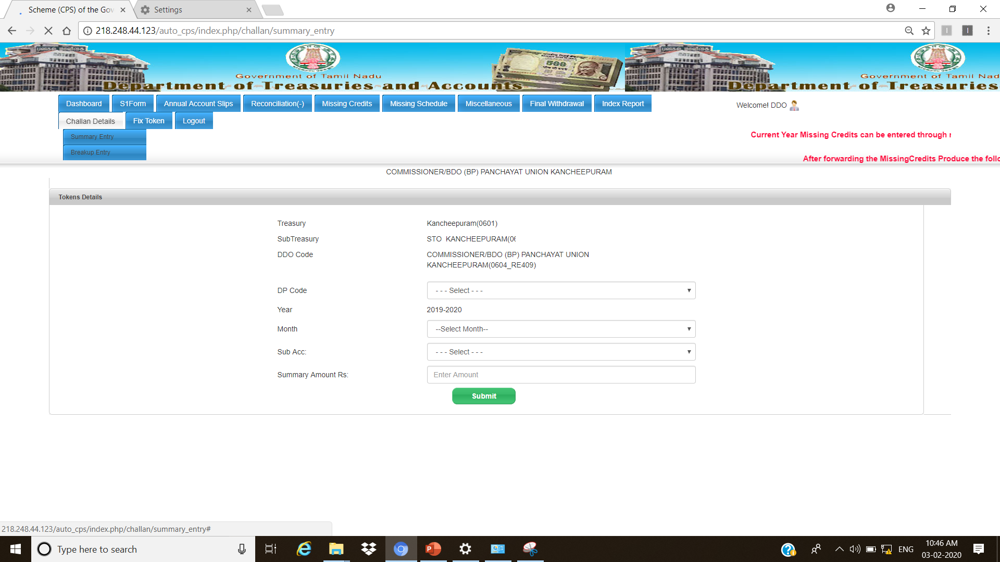 Scheme (CPS) of the Gov
Settings
218.248.44.123/auto_cps/index.php/challan/summary_entry
Government of Tamil Nadu
Department of Treasuries and Accounts
Government of Tamil Nad
Department of Treasuries
500
Dashboard
S1Form
Annual Account Slips
Reconciliation(-)
Missing Credits
Missing Schedule
Miscellaneous
Final Withdrawal
Index Report
Welcome! DDO
Challan Details
Fix Token
Logout
Summary Entry
Breakup Entry
Current Year Missing Credits can be entered through
After forwarding the MissingCredits Produce the follo
COMMISSIONER/BDO (BP) PANCHAYAT UNION KANCHEEPURAM
Tokens Details
Treasury
Kancheepuram(0601)
SubTreasury
STO KANCHEEPURAM(06
DDO Code
COMMISSIONER/BDO (BP) PANCHAYAT UNION
KANCHEEPURAM(0604_RE409)
DP Code
- - - Select - - -
Year
2019-2020
Month
--Select Month--
Sub Acc:
- - - Select - - -
Summary Amount Rs:
Enter Amount
Submit
218.248.44.123/auto_cps/index.php/challan/summary_entry#
Type here to search
ENG
10:46 AM
03-02-2020